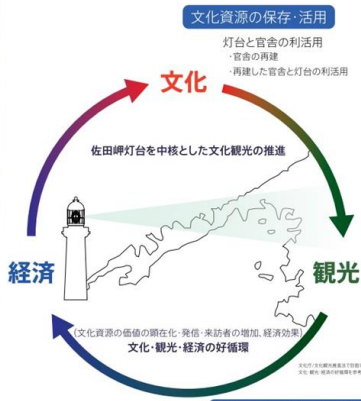 文化資源の保存・活用
灯台と官舎の利活用
・官舎の再建
・再建した官舎と灯台の利活用
文化
佐田岬灯台を中核とした文化観光の推進
経済
観光
(文化資源の価値の顕在化・発信・来訪者の増加、経済効果)
文化・観光・経済の好循環